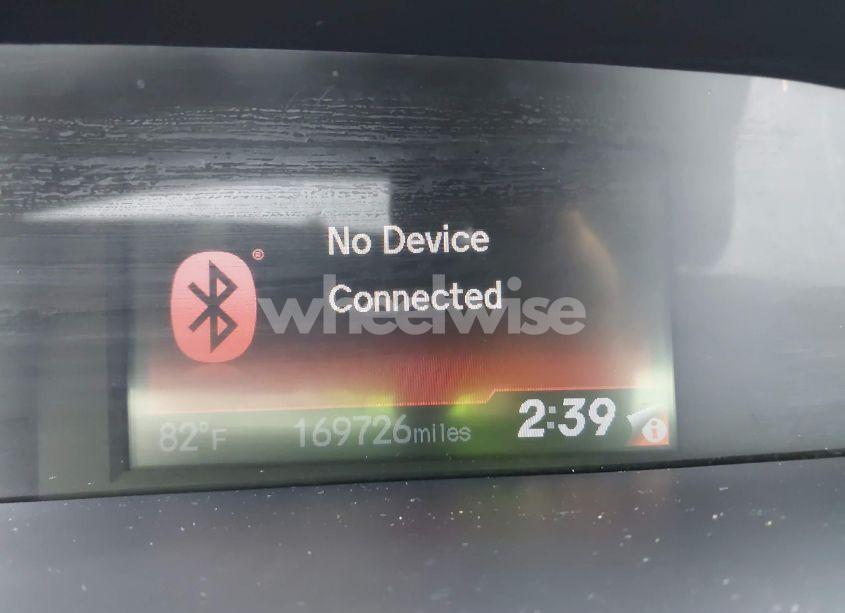 No Device
®
Connected
wheelwise
82°F 169726miles 2:39 i